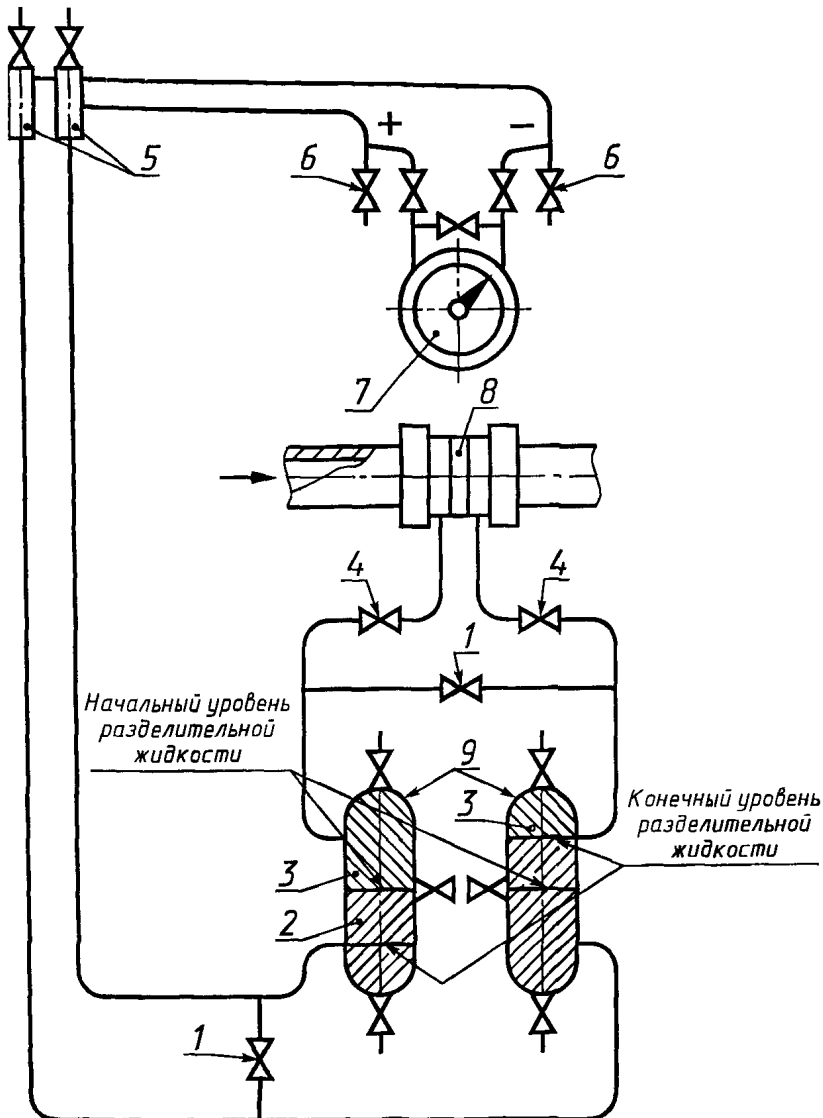 +
−
6
5
6
7
8
4
4
1
Начальный уровень
разделительной
жидкости
9
3
Конечный уровень
разделительной
жидкости
3
2
1